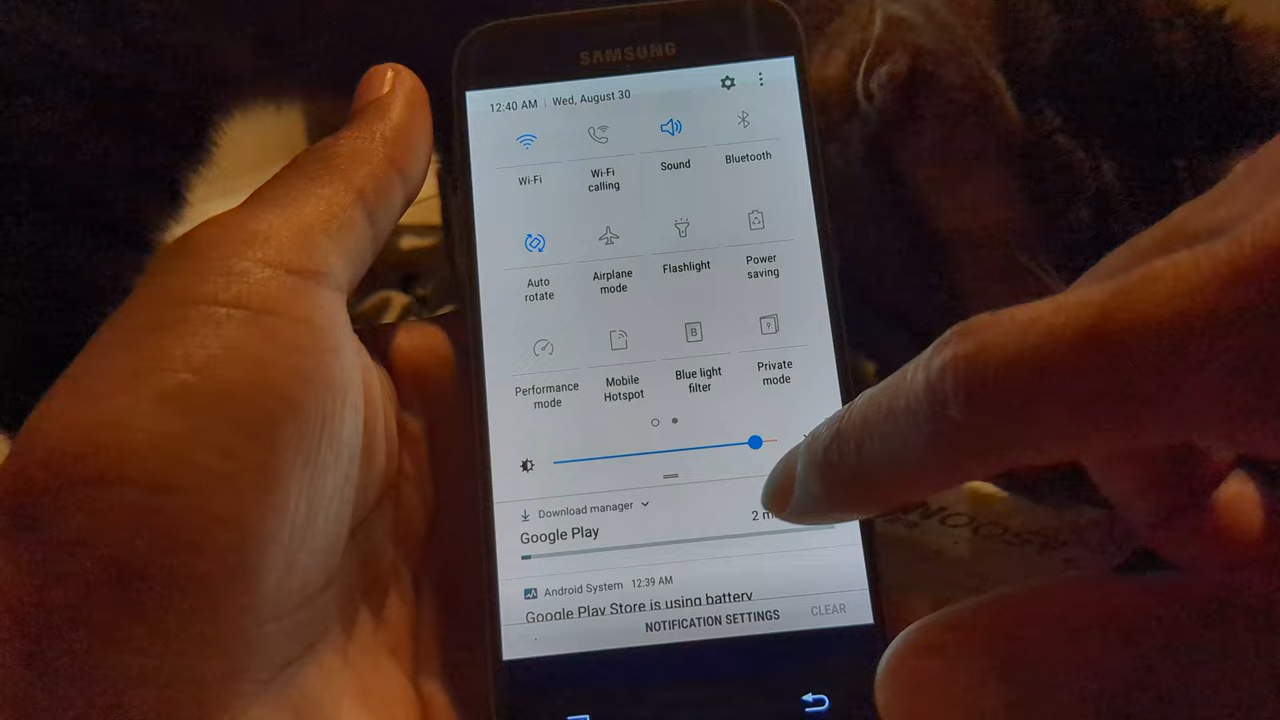 SAMSUNG
12:40 AM | Wed, August 30
Wi-Fi
Wi-Fi calling
Sound
Bluetooth
Auto rotate
Airplane mode
Flashlight
Power saving
Performance mode
Mobile Hotspot
B
Blue light filter
Private mode
Download manager
Google Play
2 m
Android System 12:39 AM
Google Play Store is using battery
NOTIFICATION SETTINGS
CLEAR